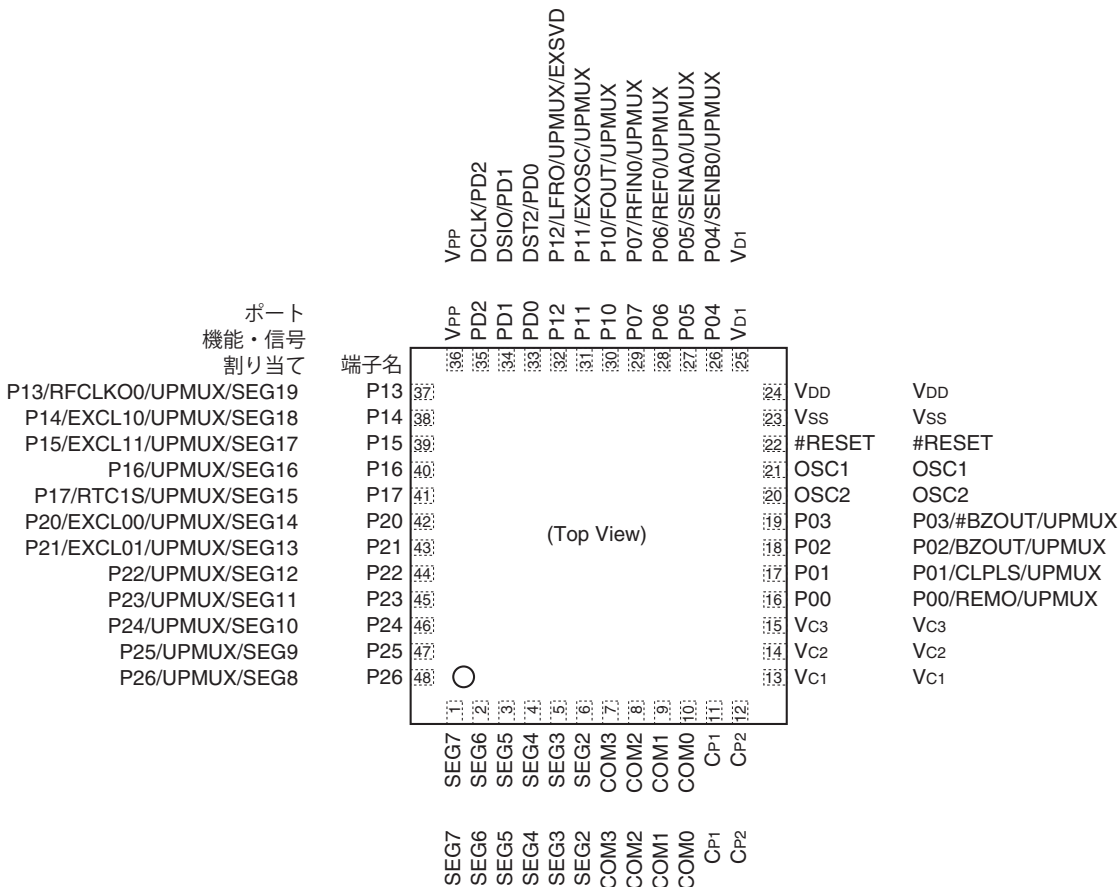 VPP DCLK/PD2 DSIO/PD1 DST2/PD0 P12/LFRO/UPMUX/EXSVD P11/EXOSC/UPMUX P10/FOUT/UPMUX P07/RFIN0/UPMUX P06/REF0/UPMUX P05/SENA0/UPMUX P04/SENB0/UPMUX VD1
VPP PD2 PD1 PD0 P12 P11 P10 P07 P06 P05 P04 VD1
ポート
機能・信号
割り当て 端子名
36 35 34 33 32 31 30 29 28 27 26 25
P13/RFCLKO0/UPMUX/SEG19 P13 37 24 VDD VDD
P14/EXCL10/UPMUX/SEG18 P14 38 23 VSS VSS
P15/EXCL11/UPMUX/SEG17 P15 39 22 #RESET #RESET
P16/UPMUX/SEG16 P16 40 21 OSC1 OSC1
P17/RTC1S/UPMUX/SEG15 P17 41 20 OSC2 OSC2
P20/EXCL00/UPMUX/SEG14 P20 42 19 P03 P03/#BZOUT/UPMUX
(Top View)
P21/EXCL01/UPMUX/SEG13 P21 43 18 P02 P02/BZOUT/UPMUX
P22/UPMUX/SEG12 P22 44 17 P01 P01/CLPLS/UPMUX
P23/UPMUX/SEG11 P23 45 16 P00 P00/REMO/UPMUX
P24/UPMUX/SEG10 P24 46 15 VC3 VC3
P25/UPMUX/SEG9 P25 47 14 VC2 VC2
P26/UPMUX/SEG8 P26 48 13 VC1 VC1
1 2 3 4 5 6 7 8 9 10 11 12
SEG7 SEG6 SEG5 SEG4 SEG3 SEG2 COM3 COM2 COM1 COM0 CP1 CP2
SEG7 SEG6 SEG5 SEG4 SEG3 SEG2 COM3 COM2 COM1 COM0 CP1 CP2